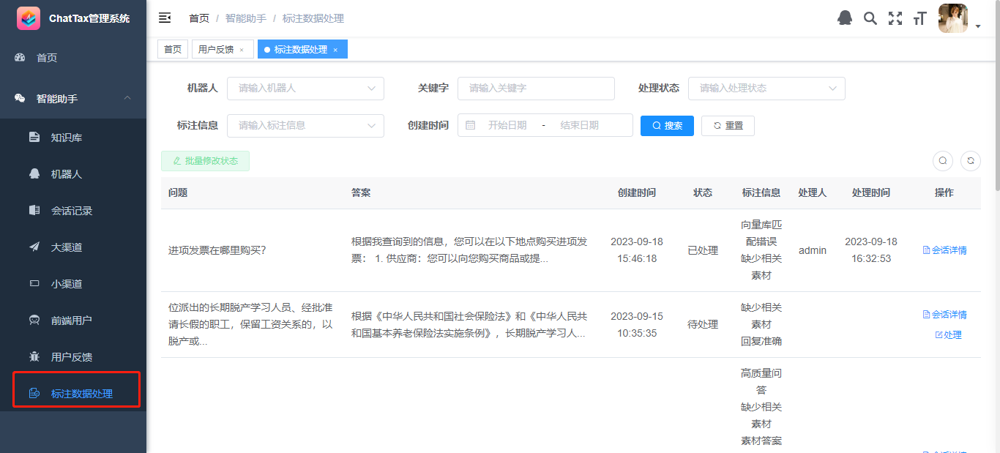 ChatTax管理系统
首页
智能助手
知识库
机器人
会话记录
大渠道
小渠道
前端用户
用户反馈
标注数据处理
首页 / 智能助手 / 标注数据处理
首页 用户反馈 × 标注数据处理 ×
机器人 请输入机器人 关键字 请输入关键字 处理状态 请输入处理状态
标注信息 请输入标注信息 创建时间 开始日期 - 结束日期 搜索 重置
批量修改状态
问题 答案 创建时间 状态 标注信息 处理人 处理时间 操作
进项发票在哪里购买?
根据我查询到的信息，您可以在以下地点购买进项发
票： 1. 供应商：您可以向您购买商品或提...
2023-09-18
15:46:18
已处理
向量库匹
配错误
缺少相关
素材
admin
2023-09-18
16:32:53
会话详情
位派出的长期脱产学习人员、经批准
请长假的职工，保留工资关系的，以
脱产或...
根据《中华人民共和国社会保险法》和《中华人民共
和国基本养老保险法实施条例》，长期脱产学习人...
2023-09-15
10:35:35
待处理
缺少相关
素材
回复准确
会话详情
处理
高质量问
答
缺少相关
素材
素材答案